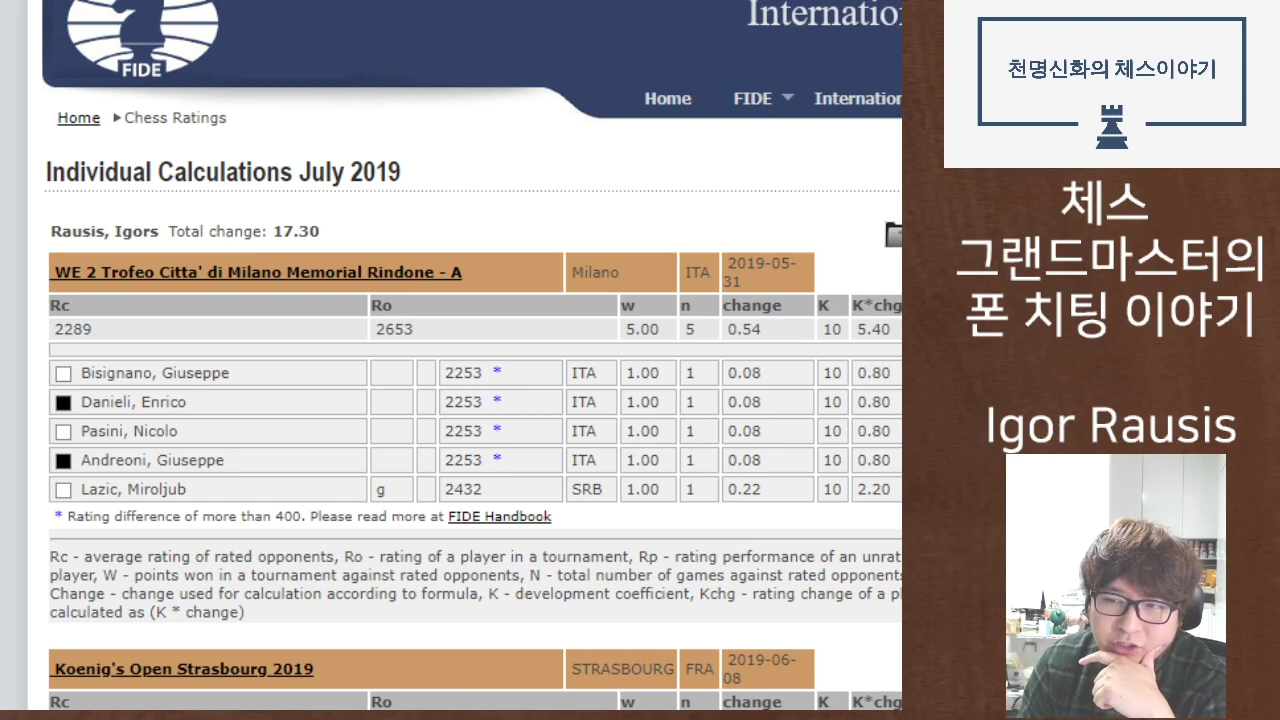 Internatio
FIDE
Home FIDE Internation
Home Chess Ratings
Individual Calculations July 2019
Rausis, Igors Total change: 17.30
WE 2 Trofeo Citta' di Milano Memorial Rindone - A Milano ITA 2019-05-31
Rc Ro w n change K K*chg
2289 2653 5.00 5 0.54 10 5.40
Bisignano, Giuseppe 2253 * ITA 1.00 1 0.08 10 0.80
Danieli, Enrico 2253 * ITA 1.00 1 0.08 10 0.80
Pasini, Nicolo 2253 * ITA 1.00 1 0.08 10 0.80
Andreoni, Giuseppe 2253 * ITA 1.00 1 0.08 10 0.80
Lazic, Miroljub g 2432 SRB 1.00 1 0.22 10 2.20
* Rating difference of more than 400. Please read more at FIDE Handbook
Rc - average rating of rated opponents, Ro - rating of a player in a tournament, Rp - rating performance of an unrat
player, W - points won in a tournament against rated opponents, N - total number of games against rated opponents
Change - change used for calculation according to formula, K - development coefficient, Kchg - rating change of a p
calculated as (K * change)
Koenig's Open Strasbourg 2019 STRASBOURG FRA 2019-06-08
Rc Ro w n change K K*chg
천명신화의 체스이야기
체스
그랜드마스터의
폰 치팅 이야기
Igor Rausis